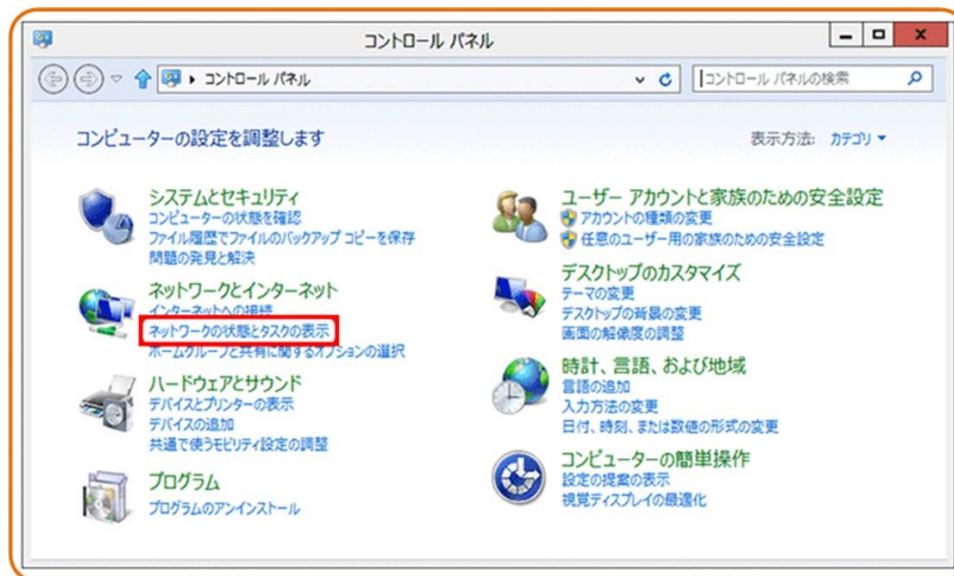 コントロール パネル
コントロール パネル
コントロール パネルの検索
コンピューターの設定を調整します
表示方法: カテゴリ
システムとセキュリティ
コンピューターの状態を確認
ファイル履歴でファイルのバックアップ コピーを保存
問題の発見と解決
ネットワークとインターネット
インターネットへの接続
ネットワークの状態とタスクの表示
ホームグループと共有に関するオプションの選択
ハードウェアとサウンド
デバイスとプリンターの表示
デバイスの追加
共通で使うモビリティ設定の調整
プログラム
プログラムのアンインストール
ユーザー アカウントと家族のための安全設定
アカウントの種類の変更
任意のユーザー用の家族のための安全設定
デスクトップのカスタマイズ
テーマの変更
デスクトップの背景の変更
画面の解像度の調整
時計、言語、および地域
言語の追加
入力方法の変更
日付、時刻、または数値の形式の変更
コンピューターの簡単操作
設定の提案の表示
視覚ディスプレイの最適化